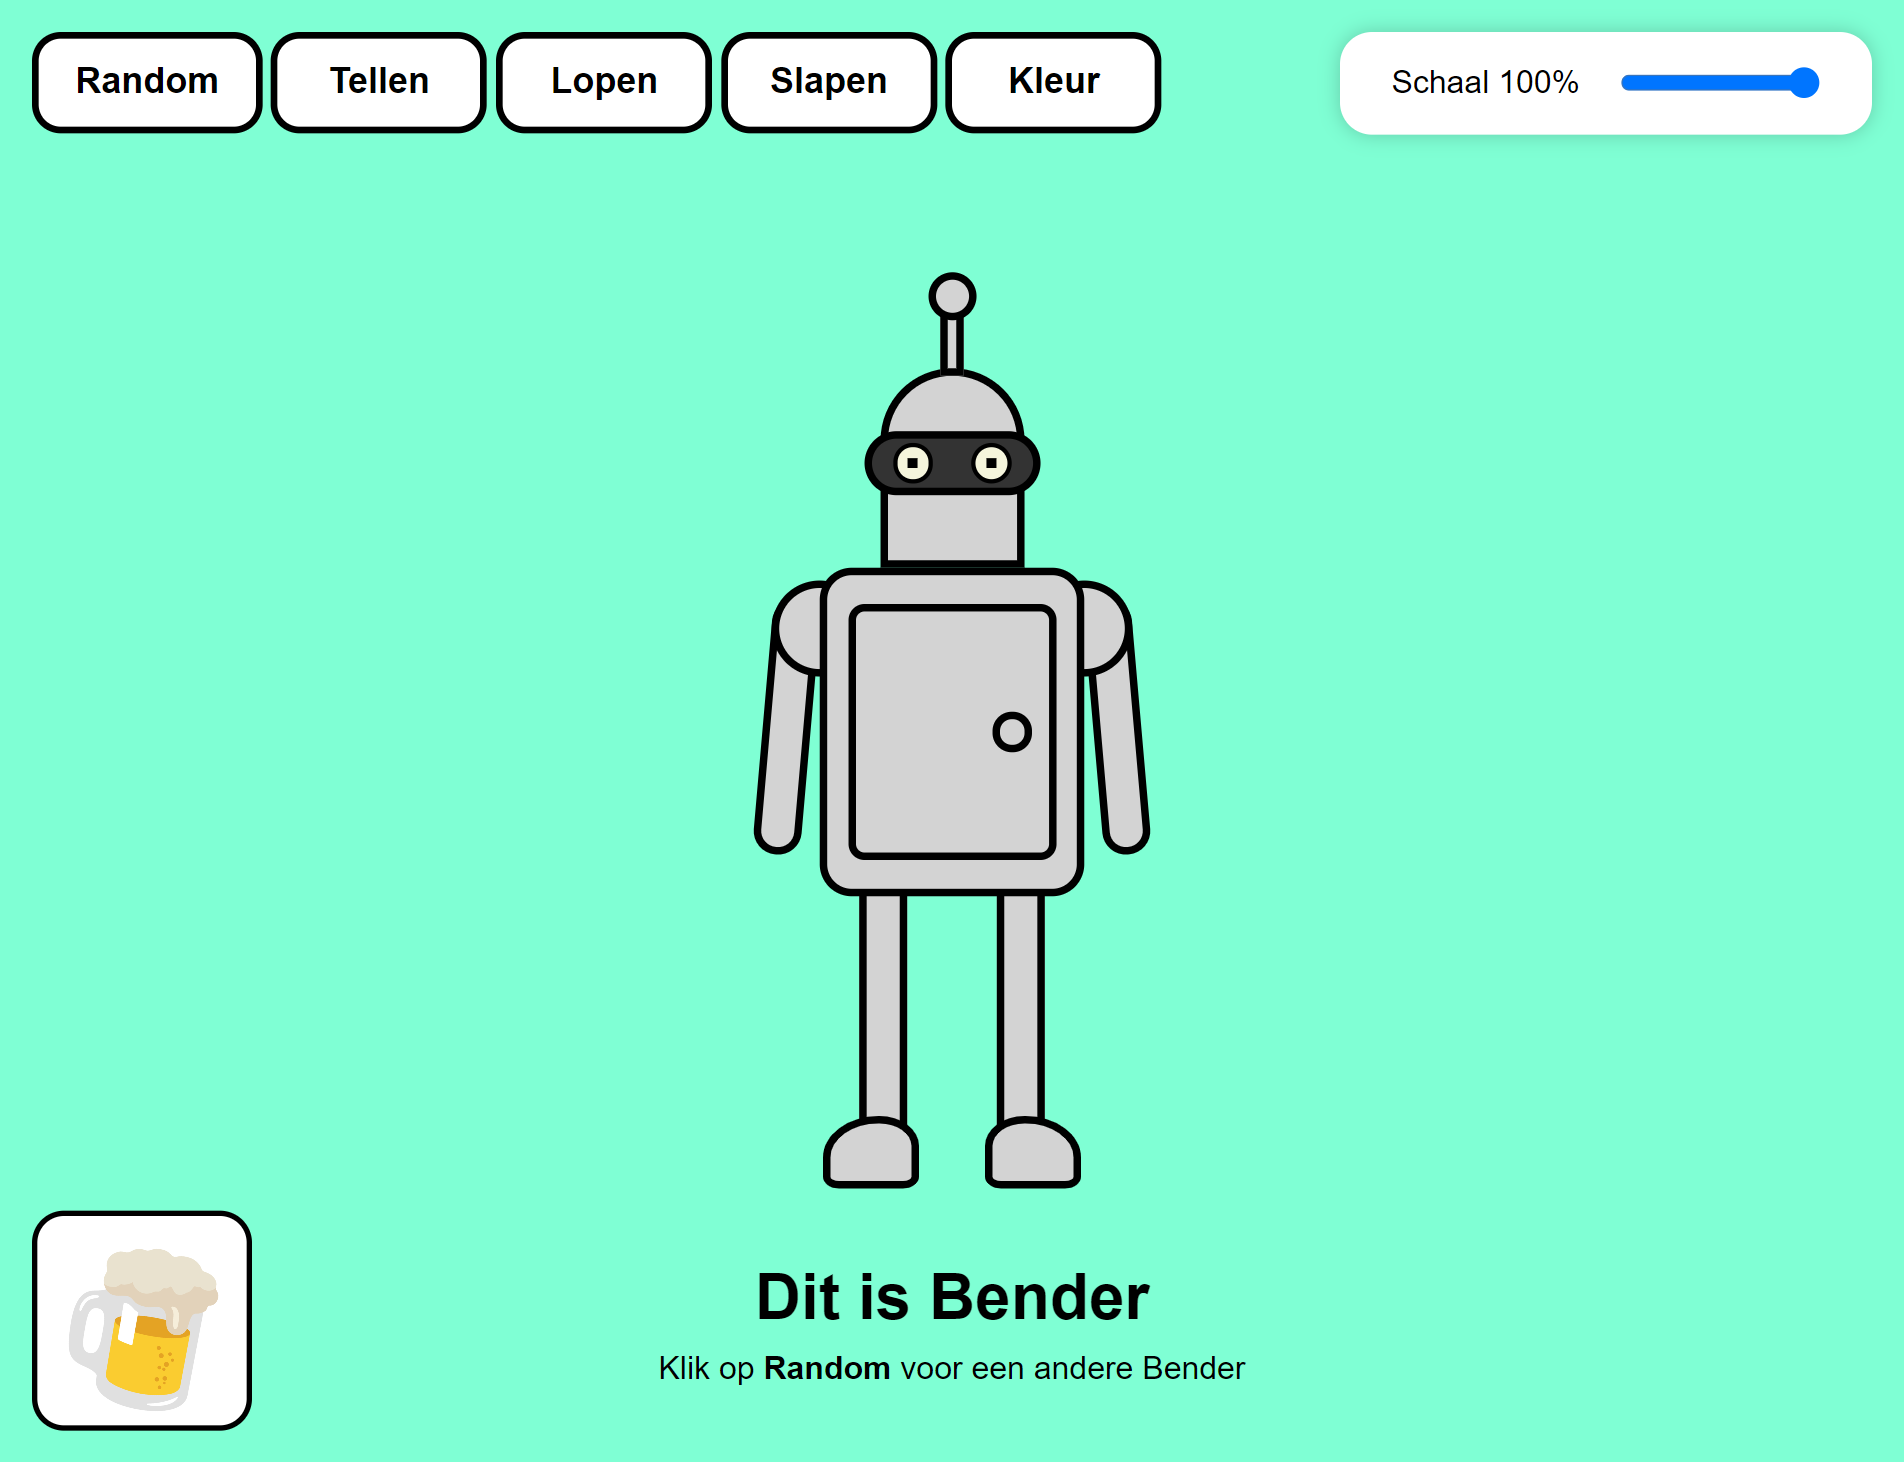 Random
Tellen
Lopen
Slapen
Kleur
Schaal 100%
Dit is Bender
Klik op Random voor een andere Bender